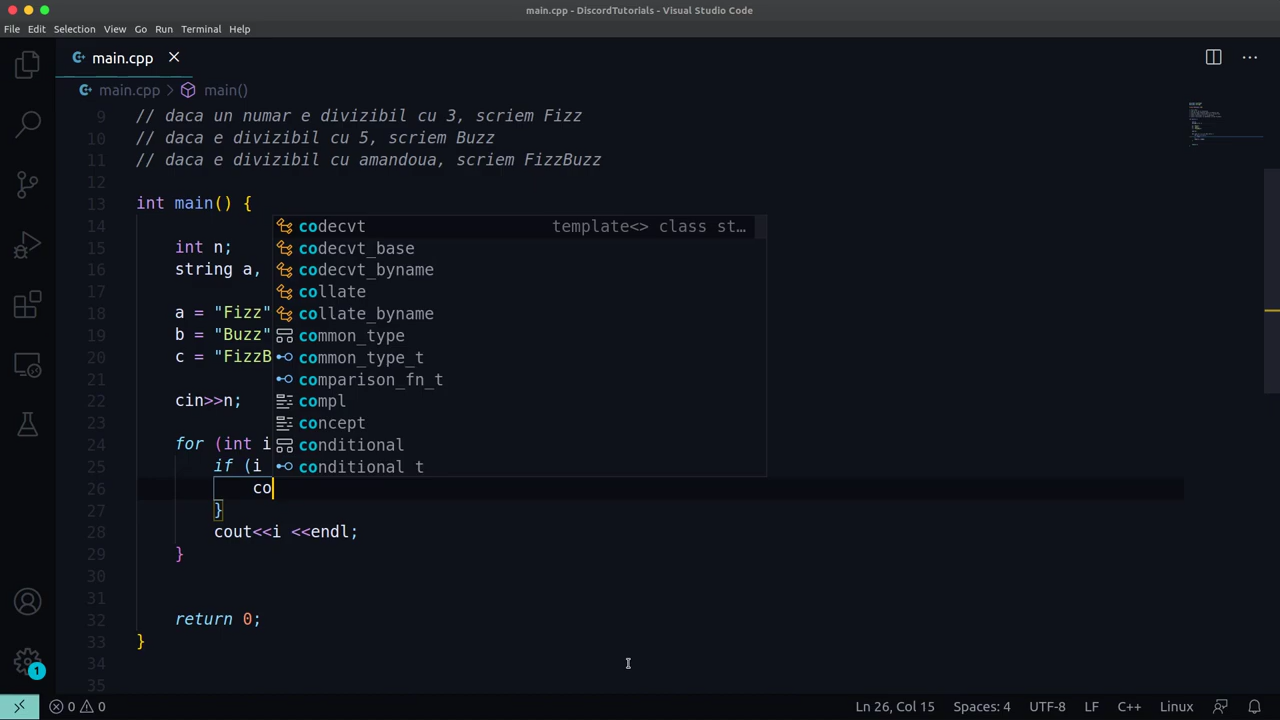 main.cpp - DiscordTutorials - Visual Studio Code
File Edit Selection View Go Run Terminal Help
main.cpp
main.cpp > main()
9 // daca un numar e divizibil cu 3, scriem Fizz
10 // daca e divizibil cu 5, scriem Buzz
11 // daca e divizibil cu amandoua, scriem FizzBuzz
12
13 int main() {
14
codecvt template<> class st…
15 int n;
codecvt_base
16 string a,
codecvt_byname
17
collate
18 a = "Fizz"
collate_byname
19 b = "Buzz"
common_type
20 c = "FizzB
common_type_t
21
comparison_fn_t
22 cin>>n;
compl
23
concept
24 for (int i
conditional
25 if (i
conditional t
26 co
27 }
28 cout<<i <<endl;
29 }
30
31
32 return 0;
33 }
34
35
1
0 0 Ln 26, Col 15 Spaces: 4 UTF-8 LF C++ Linux